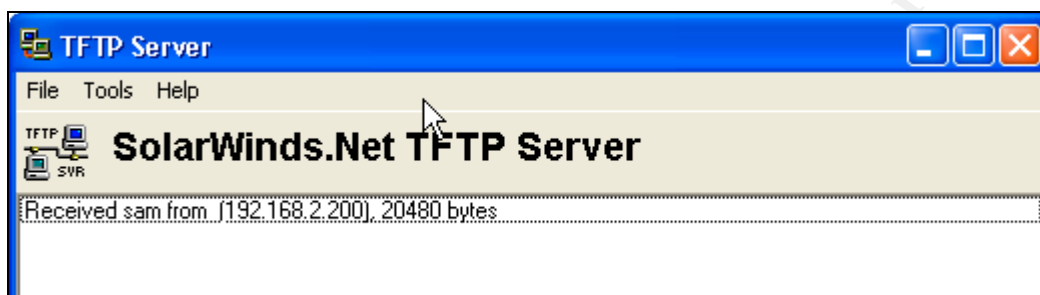 TFTP Server
File Tools Help
TFTP
SVR
SolarWinds.Net TFTP Server
Received sam from (192.168.2.200), 20480 bytes